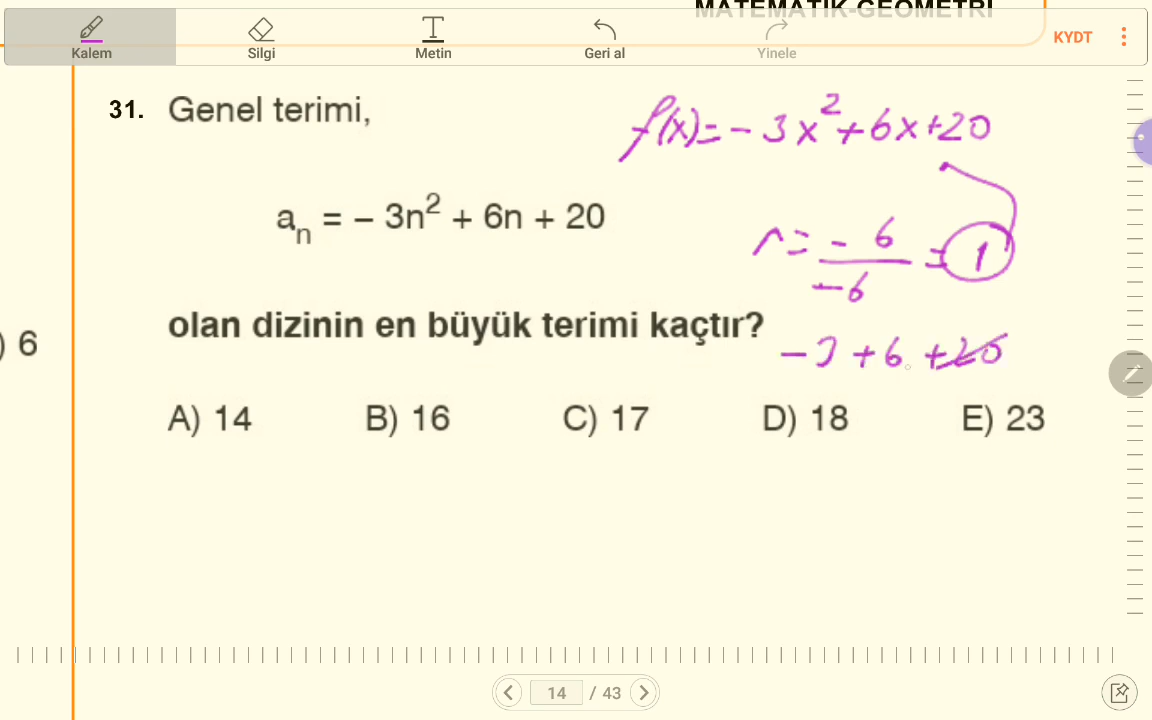 MATEMATİK-GEOMETRİ
Kalem
Silgi
Metin
Geri al
Yinele
KYDT
31. Genel terimi,
f(x)= -3x²+6x+20
aₙ = – 3n² + 6n + 20
r = -6/-6 = 1
olan dizinin en büyük terimi kaçtır?
-3 +6 +20
) 6
A) 14 B) 16 C) 17 D) 18 E) 23
14 / 43